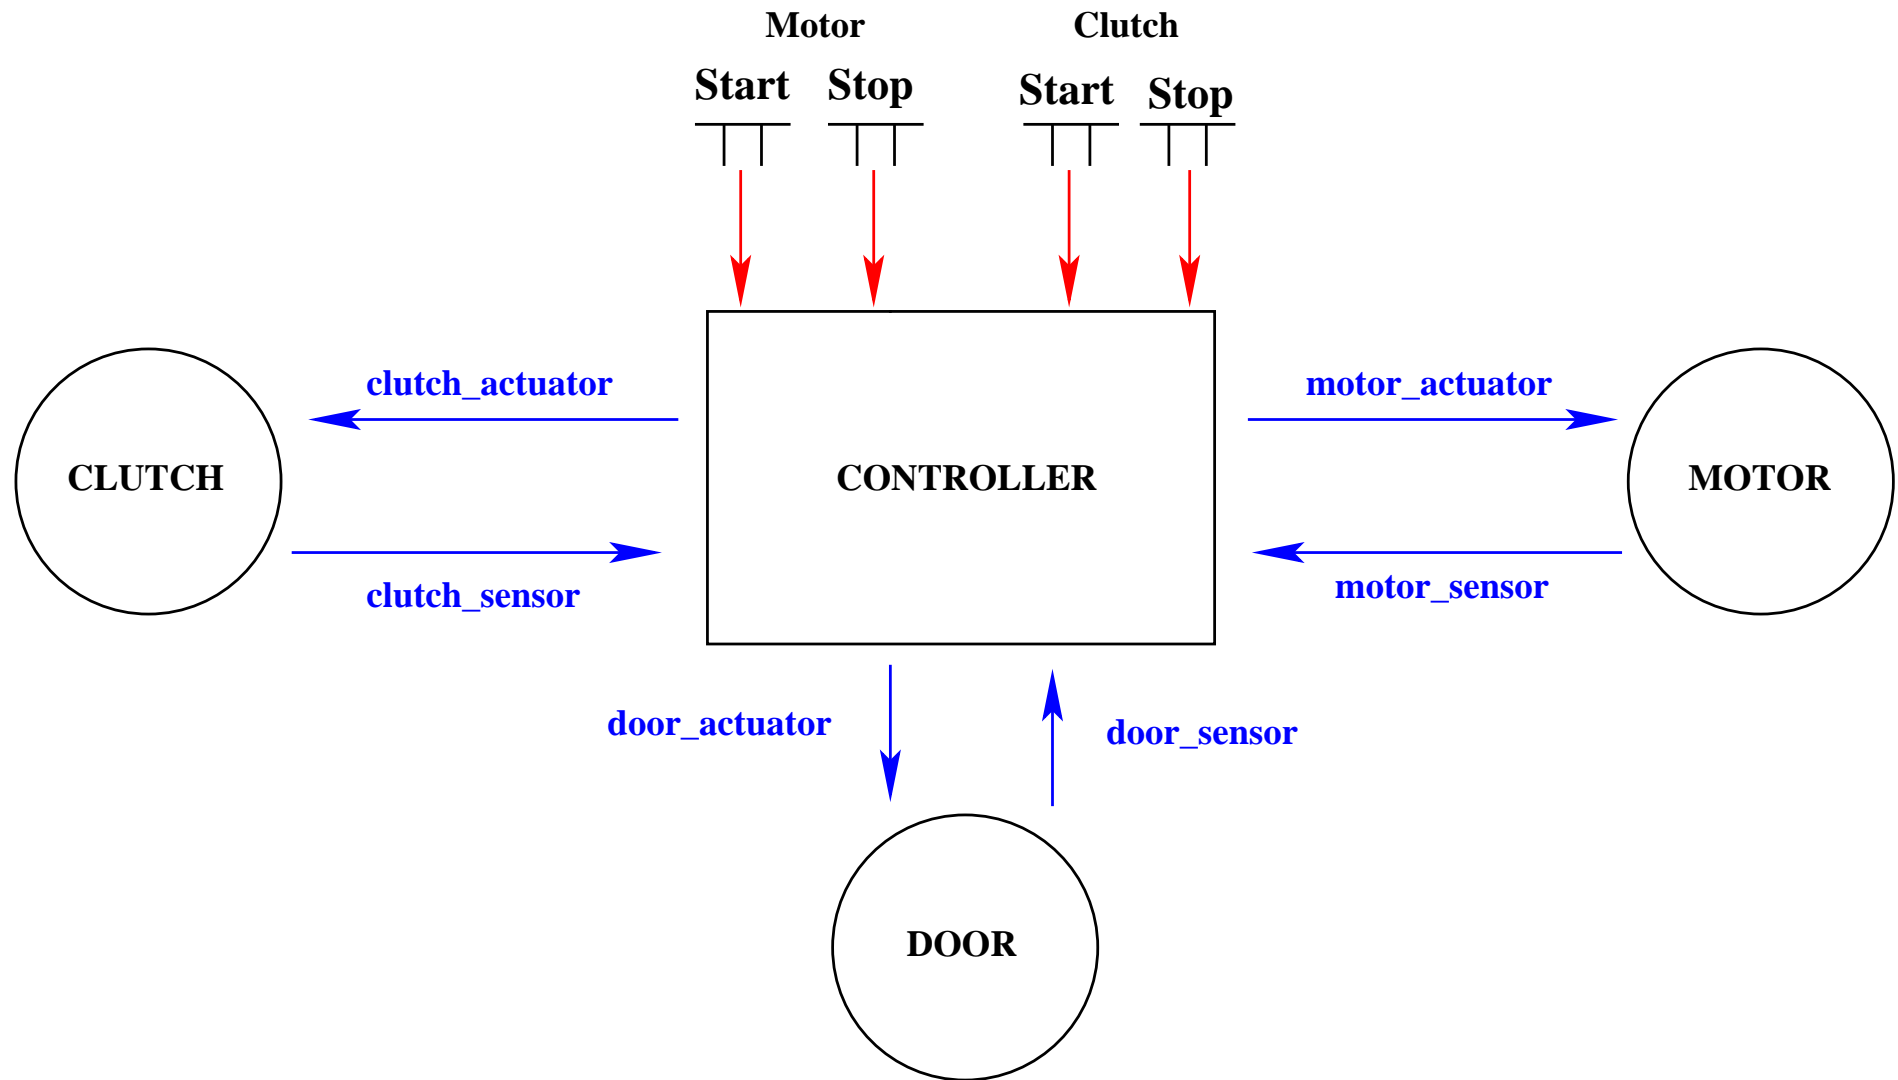 Motor Clutch
Start Stop Start Stop
clutch_actuator motor_actuator
CLUTCH CONTROLLER MOTOR
clutch_sensor motor_sensor
door_actuator door_sensor
DOOR